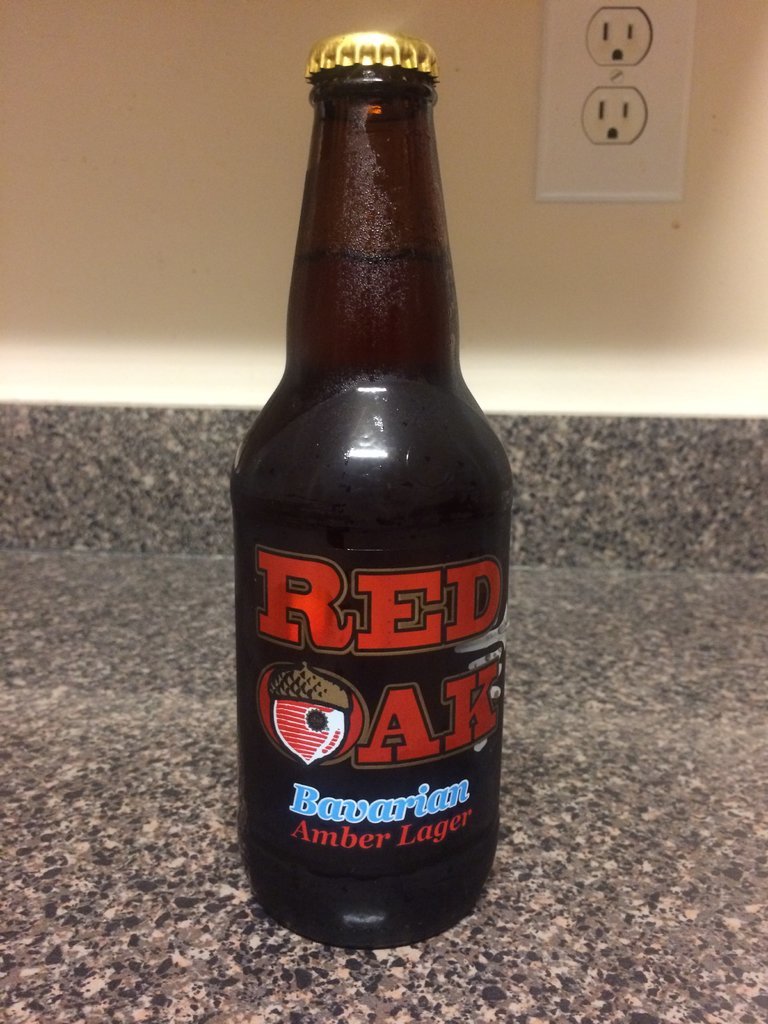 RED
OAK
Bavarian
Amber Lager